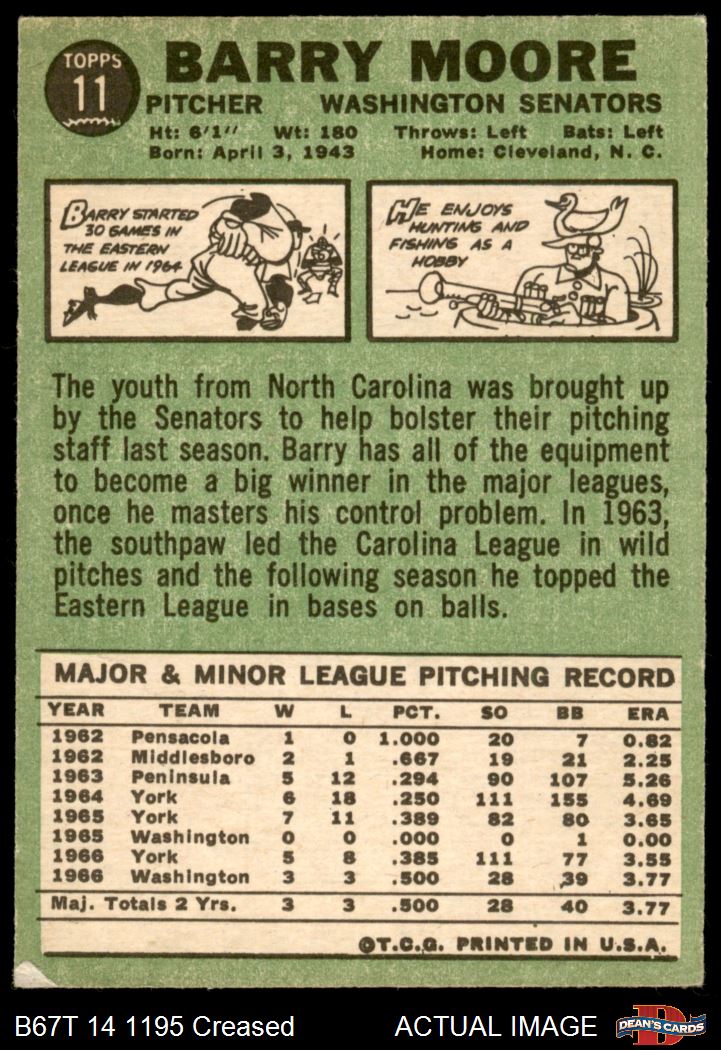 TOPPS
11
BARRY MOORE
PITCHER WASHINGTON SENATORS
Ht: 6'1" Wt: 180 Throws: Left Bats: Left
Born: April 3, 1943 Home: Cleveland, N. C.
BARRY STARTED
30 GAMES IN
THE EASTERN
LEAGUE IN 1964
HE ENJOYS
HUNTING AND
FISHING AS A
HOBBY
The youth from North Carolina was brought up
by the Senators to help bolster their pitching
staff last season. Barry has all of the equipment
to become a big winner in the major leagues,
once he masters his control problem. In 1963,
the southpaw led the Carolina League in wild
pitches and the following season he topped the
Eastern League in bases on balls.
MAJOR & MINOR LEAGUE PITCHING RECORD
YEAR TEAM W L PCT. SO BB ERA
1962 Pensacola 1 0 1.000 20 7 0.82
1962 Middlesboro 2 1 .667 19 21 2.25
1963 Peninsula 5 12 .294 90 107 5.26
1964 York 6 18 .250 111 155 4.69
1965 York 7 11 .389 82 80 3.65
1965 Washington 0 0 .000 0 1 0.00
1966 York 5 8 .385 111 77 3.55
1966 Washington 3 3 .500 28 39 3.77
Maj. Totals 2 Yrs. 3 3 .500 28 40 3.77
©T.C.G. PRINTED IN U.S.A.
B67T 14 1195 Creased ACTUAL IMAGE
D
DEAN'S CARDS